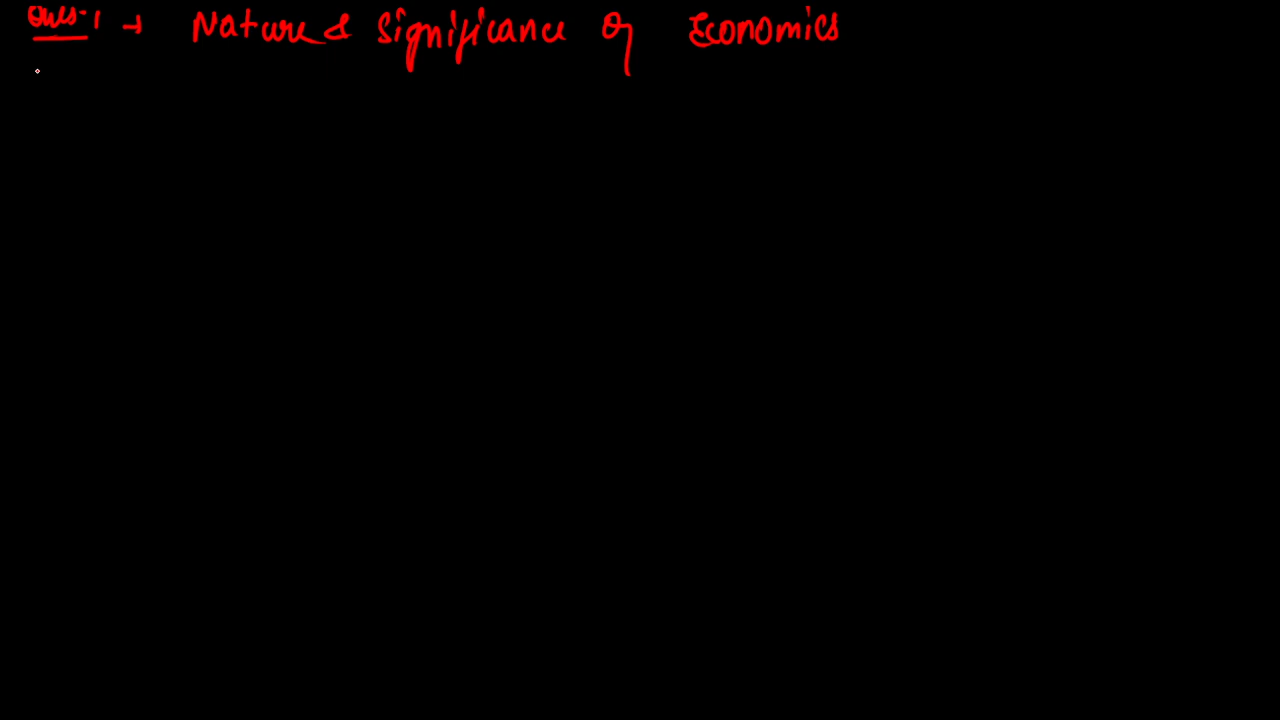 Ques-1 → Nature & Significance of Economics